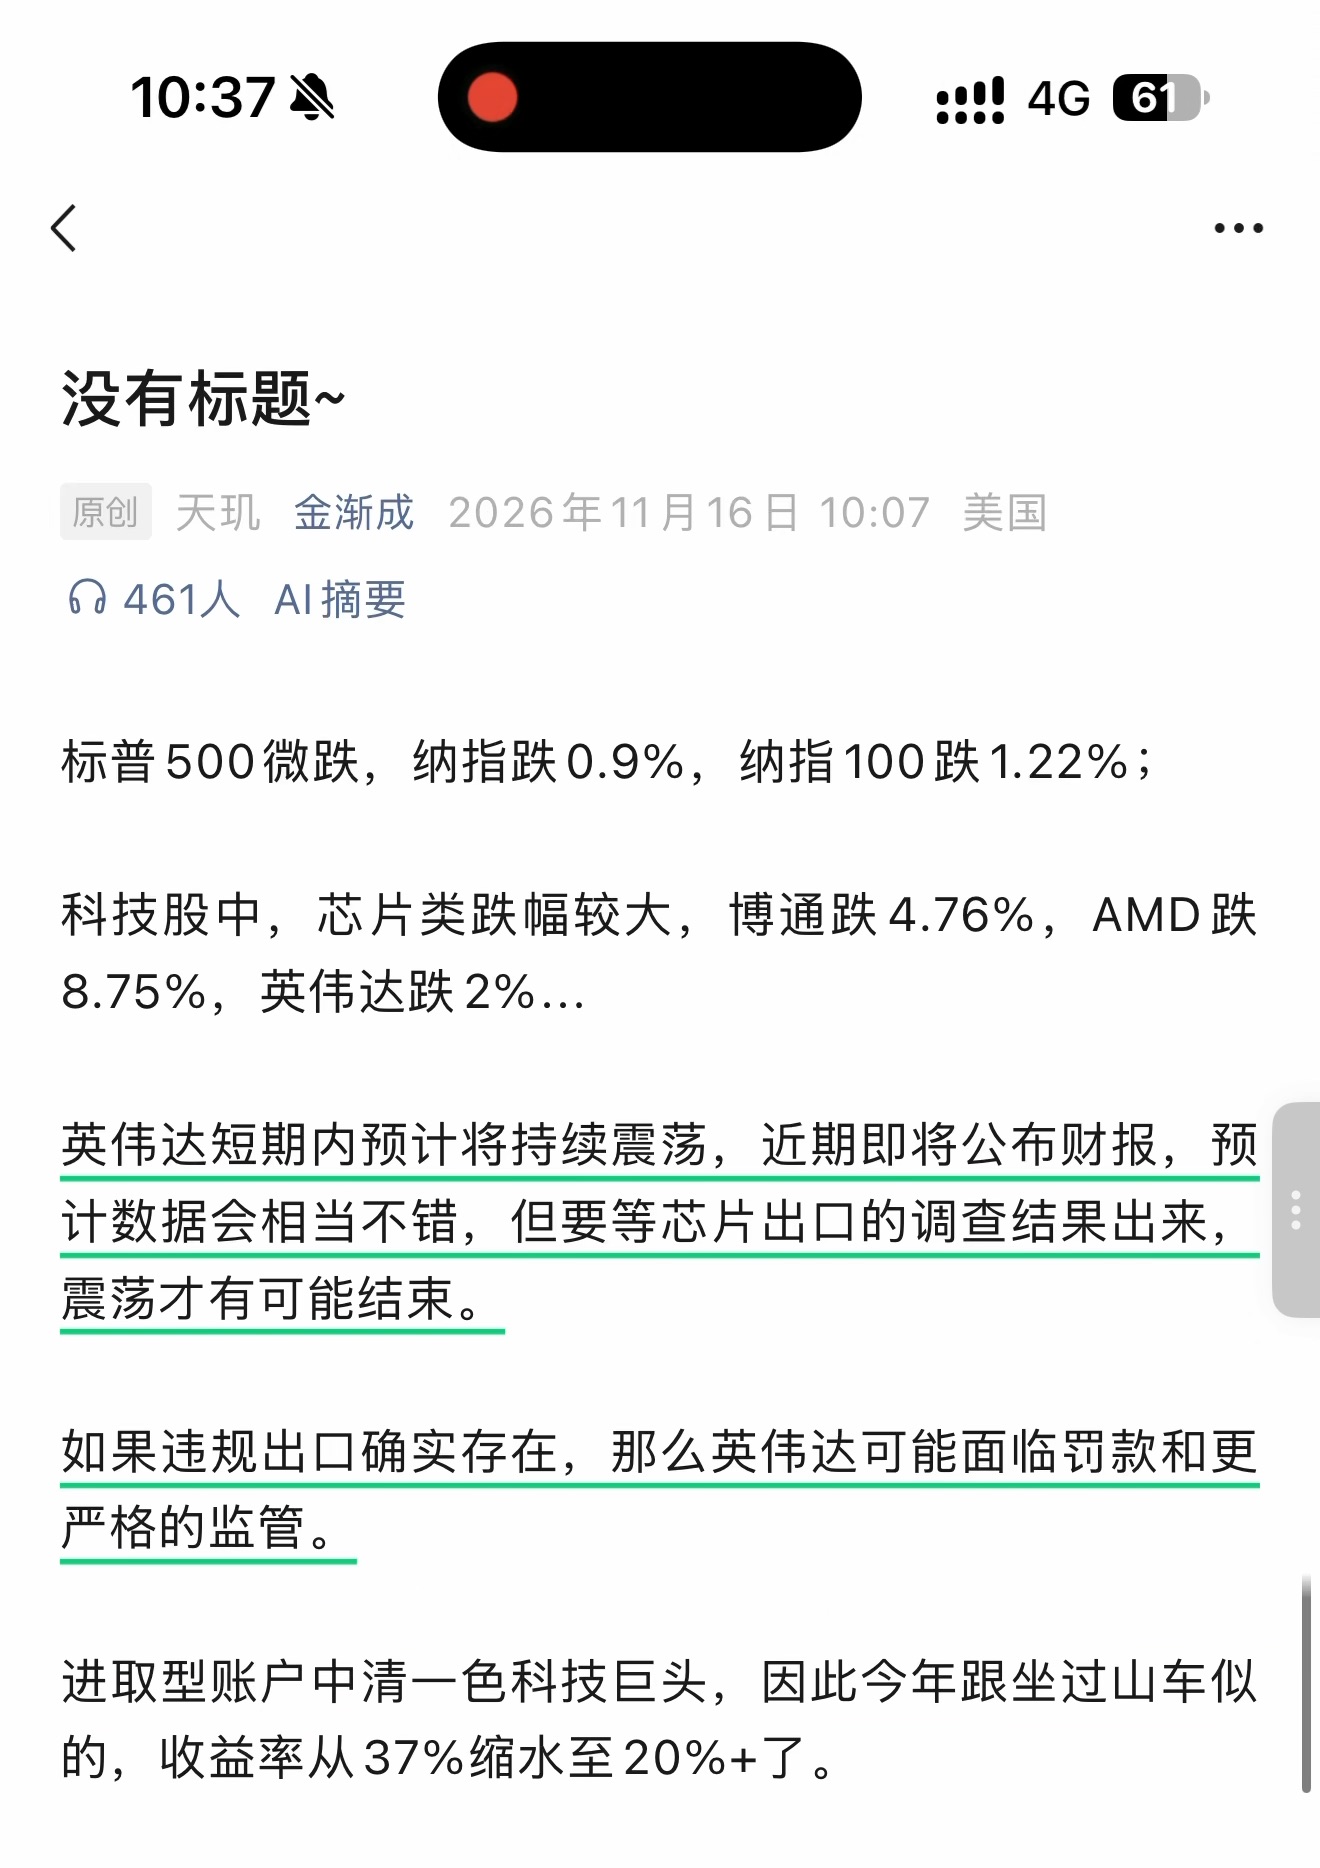 10:37
4G
61
没有标题~
原创 天玑 金渐成 2026年11月16日 10:07 美国
461人 AI摘要
标普500微跌，纳指跌0.9%，纳指100跌1.22%；
科技股中，芯片类跌幅较大，博通跌4.76%，AMD跌
8.75%，英伟达跌2%...
英伟达短期内预计将持续震荡，近期即将公布财报，预
计数据会相当不错，但要等芯片出口的调查结果出来，
震荡才有可能结束。
如果违规出口确实存在，那么英伟达可能面临罚款和更
严格的监管。
进取型账户中清一色科技巨头，因此今年跟坐过山车似
的，收益率从37%缩水至20%+了。